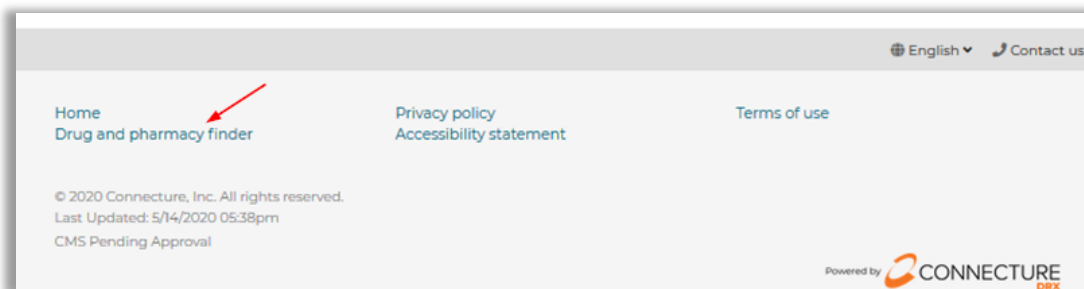 English Contact us
Home
Drug and pharmacy finder
Privacy policy
Accessibility statement
Terms of use
© 2020 Connecture, Inc. All rights reserved.
Last Updated: 5/14/2020 05:38pm
CMS Pending Approval
Powered by CONNECTURE
DRX